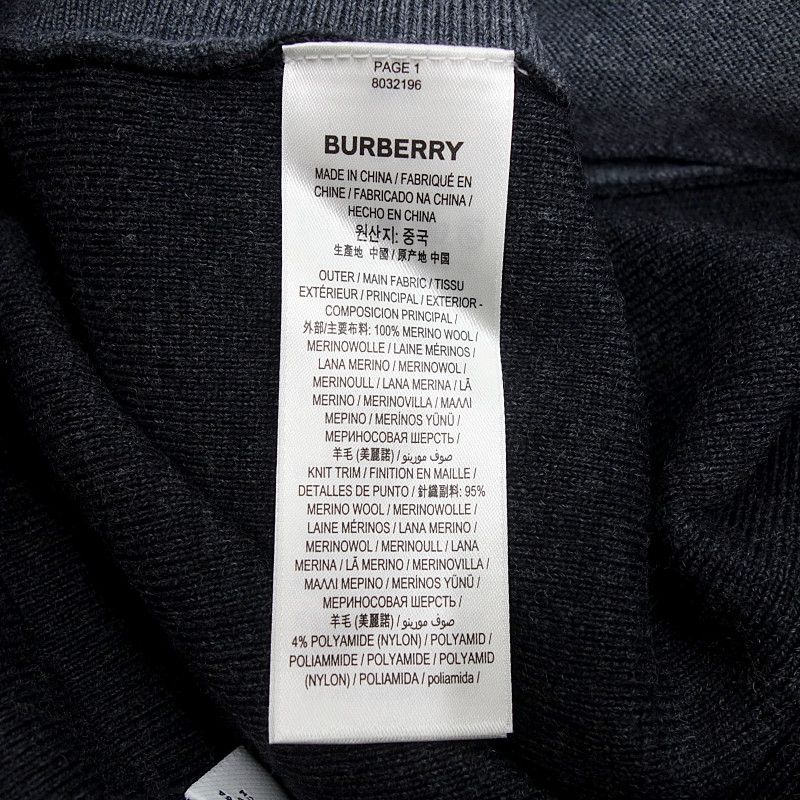 PAGE 1
8032196
BURBERRY
MADE IN CHINA / FABRIQUÉ EN
CHINE / FABRICADO NA CHINA /
HECHO EN CHINA
원산지: 중국
生產地 中國 / 原产地 中国
OUTER / MAIN FABRIC / TISSU
EXTÉRIEUR / PRINCIPAL / EXTERIOR -
COMPOSICION PRINCIPAL /
外部/主要布料: 100% MERINO WOOL /
MERINOWOLLE / LAINE MÉRINOS /
LANA MERINO / MERINOWOL /
MERINOULL / LANA MERINA / LÃ
MERINO / MERINOVILLA / ΜΑΛΛΙ
ΜΕΡΙΝΟ / MERİNOS YÜNÜ /
МЕРИНОСОВАЯ ШЕРСТЬ /
羊毛 (美麗諾) / صوف مورينو /
KNIT TRIM / FINITION EN MAILLE /
DETALLES DE PUNTO / 針織副料: 95%
MERINO WOOL / MERINOWOLLE /
LAINE MÉRINOS / LANA MERINO /
MERINOWOL / MERINOULL / LANA
MERINA / LÃ MERINO / MERINOVILLA /
ΜΑΛΛΙ ΜΕΡΙΝΟ / MERİNOS YÜNÜ /
МЕРИНОСОВАЯ ШЕРСТЬ /
羊毛 (美麗諾) / صوف مورينو /
4% POLYAMIDE (NYLON) / POLYAMID /
POLIAMMIDE / POLYAMIDE / POLYAMID
(NYLON) / POLIAMIDA / poliamida /